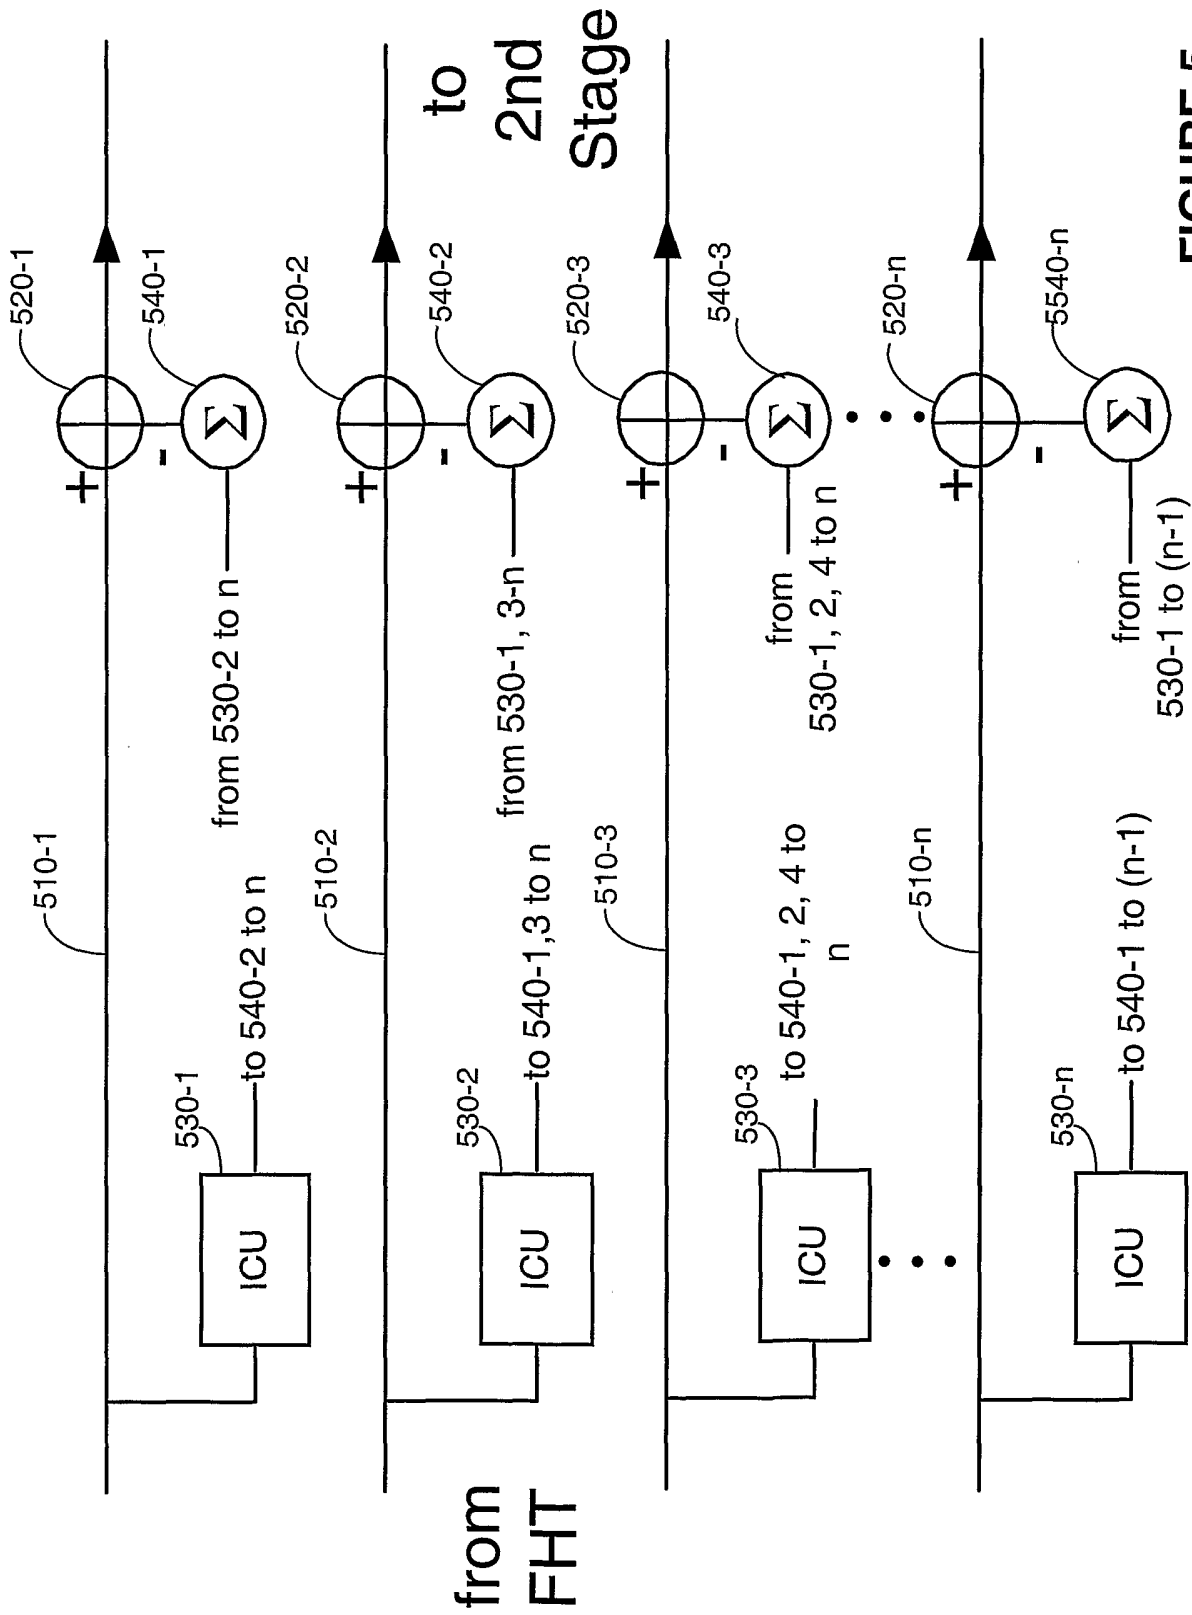 520-1
510-1
540-1
+
-
Σ
530-1
ICU
to 540-2 to n
from 530-2 to n
520-2
510-2
540-2
+
-
Σ
530-2
ICU
to 540-1,3 to n
from 530-1, 3-n
from
FHT
to
2nd
Stage
520-3
510-3
540-3
+
-
Σ
530-3
ICU
to 540-1, 2, 4 to
n
from
530-1, 2, 4 to n
520-n
510-n
5540-n
+
-
Σ
530-n
ICU
to 540-1 to (n-1)
from
530-1 to (n-1)
FIGURE 5